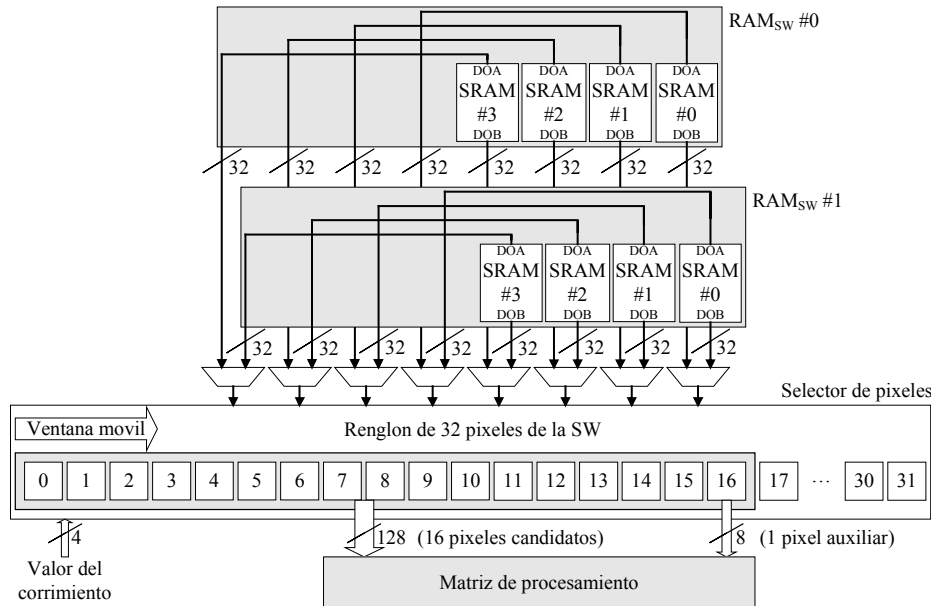 RAMSW #0
DOA DOA DOA DOA
SRAM SRAM SRAM SRAM
#3 #2 #1 #0
DOB DOB DOB DOB
32 32 32 32 32 32 32 32
RAMSW #1
DOA DOA DOA DOA
SRAM SRAM SRAM SRAM
#3 #2 #1 #0
DOB DOB DOB DOB
32 32 32 32 32 32 32 32
Selector de pixeles
Ventana movil
Renglon de 32 pixeles de la SW
0 1 2 3 4 5 6 7 8 9 10 11 12 13 14 15 16 17 ... 30 31
4
128 (16 pixeles candidatos)
8 (1 pixel auxiliar)
Valor del
corrimiento
Matriz de procesamiento